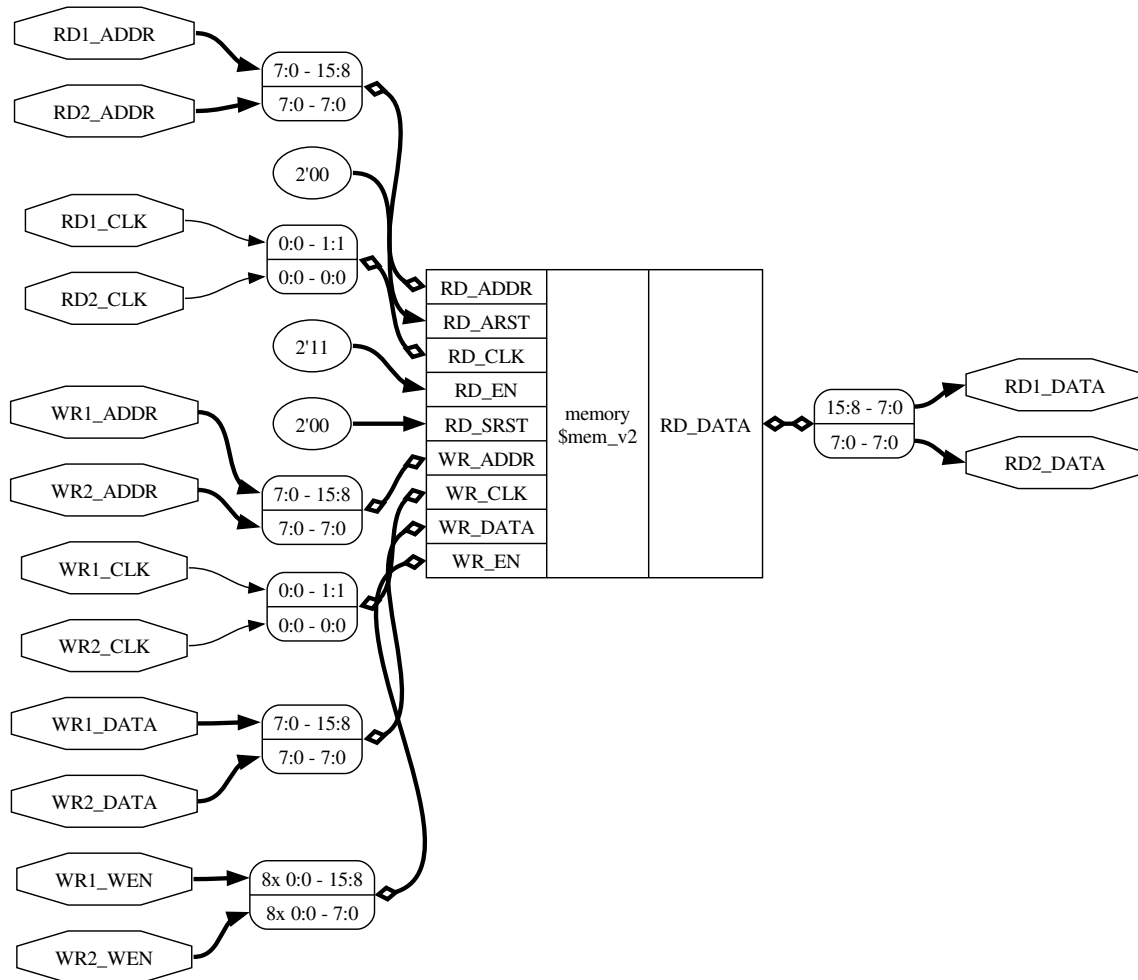 RD1_ADDR
RD2_ADDR
7:0 - 15:8
7:0 - 7:0
2'00
RD1_CLK
RD2_CLK
0:0 - 1:1
0:0 - 0:0
2'11
2'00
WR1_ADDR
WR2_ADDR
7:0 - 15:8
7:0 - 7:0
WR1_CLK
WR2_CLK
0:0 - 1:1
0:0 - 0:0
WR1_DATA
WR2_DATA
7:0 - 15:8
7:0 - 7:0
WR1_WEN
WR2_WEN
8x 0:0 - 15:8
8x 0:0 - 7:0
RD_ADDR
RD_ARST
RD_CLK
RD_EN
RD_SRST
WR_ADDR
WR_CLK
WR_DATA
WR_EN
memory
$mem_v2
RD_DATA
15:8 - 7:0
7:0 - 7:0
RD1_DATA
RD2_DATA